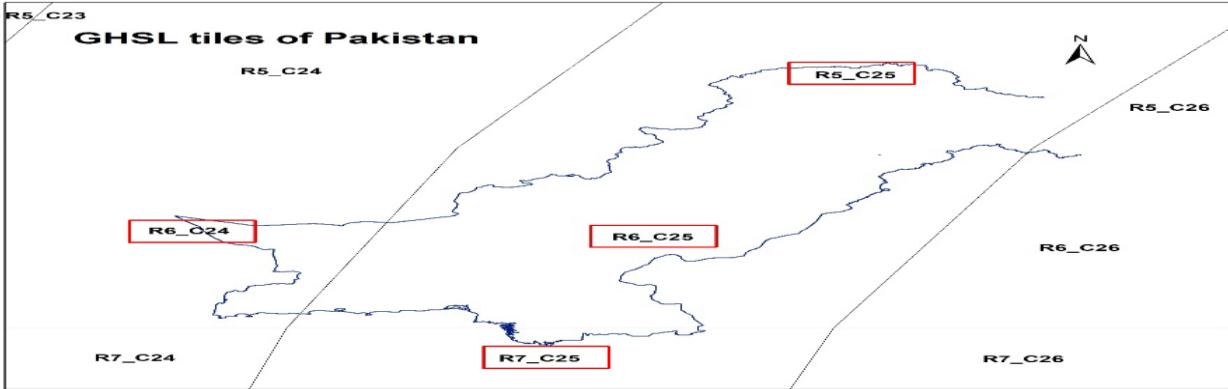 R5_C23
GHSL tiles of Pakistan
N
R5_C24
R5_C25
R5_C26
R6_C24
R6_C25
R6_C26
R7_C24
R7_C25
R7_C26